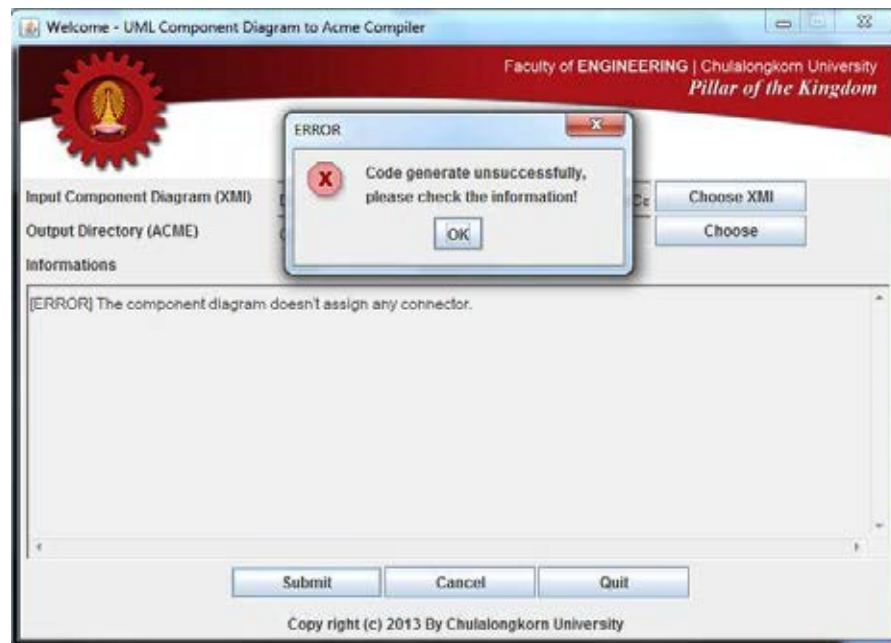 Welcome - UML Component Diagram to Acme Compiler
Faculty of ENGINEERING | Chulalongkorn University
Pillar of the Kingdom
ERROR
Code generate unsuccessfully,
please check the information!
OK
Input Component Diagram (XMI)
Choose XMI
Output Directory (ACME)
Choose
Informations
[ERROR] The component diagram doesn't assign any connector.
Submit
Cancel
Quit
Copy right (c) 2013 By Chulalongkorn University